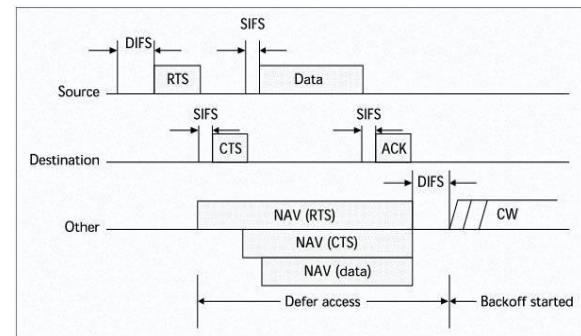 SIFS
DIFS
RTS
Data
Source
SIFS
SIFS
CTS
ACK
Destination
DIFS
NAV (RTS)
CW
Other
NAV (CTS)
NAV (data)
Defer access
Backoff started